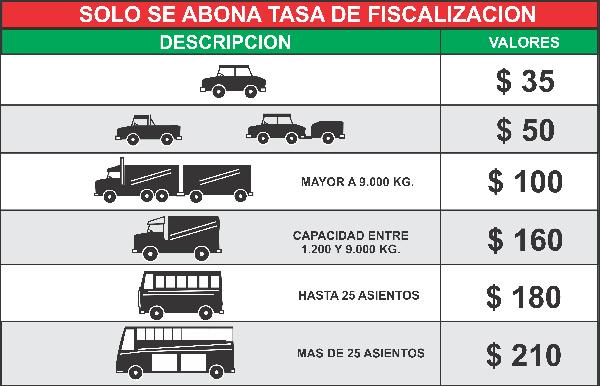 SOLO SE ABONA TASA DE FISCALIZACION
DESCRIPCION VALORES
$ 35
$ 50
MAYOR A 9.000 KG. $ 100
CAPACIDAD ENTRE
1.200 Y 9.000 KG. $ 160
HASTA 25 ASIENTOS $ 180
MAS DE 25 ASIENTOS $ 210